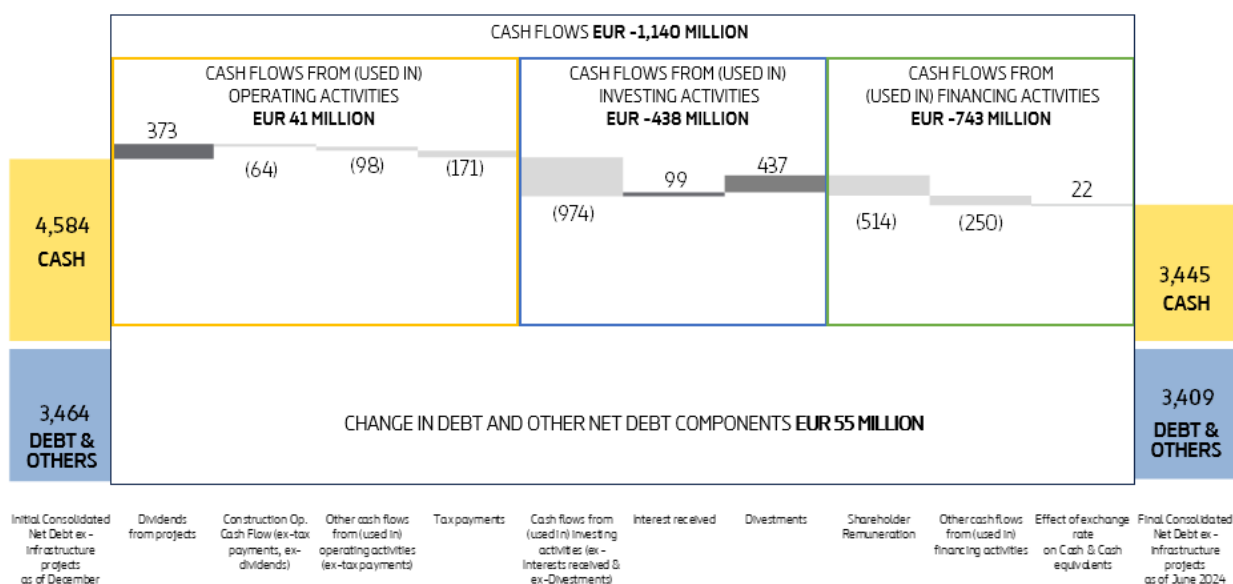 CASH FLOWS EUR -1,140 MILLION
CASH FLOWS FROM (USED IN)
OPERATING ACTIVITIES
EUR 41 MILLION
CASH FLOWS FROM (USED IN)
INVESTING ACTIVITIES
EUR -438 MILLION
CASH FLOWS FROM
(USED IN) FINANCING ACTIVITIES
EUR -743 MILLION
373
(64)
(98)
(171)
(974)
99
437
(514)
(250)
22
4,584
CASH
3,445
CASH
3,464
DEBT &
OTHERS
CHANGE IN DEBT AND OTHER NET DEBT COMPONENTS EUR 55 MILLION
3,409
DEBT &
OTHERS
Initial Consolidated
Net Debt ex-
infrastructure
projects
as of December
Dividends
from projects
Construction Op.
Cash Flow (ex-tax
payments, ex-
dividends)
Other cash flows
from (used in)
operating activities
(ex-tax payments)
Tax payments
Cash flows from
(used in) investing
activities (ex-
Interests received &
ex-Divestments)
Interest received
Divestments
Shareholder
Remuneration
Other cash flows
from (used in)
financing activities
Effect of exchange
rate
on Cash & Cash
equivalents
Final Consolidated
Net Debt ex-
infrastructure
projects
as of June 2024